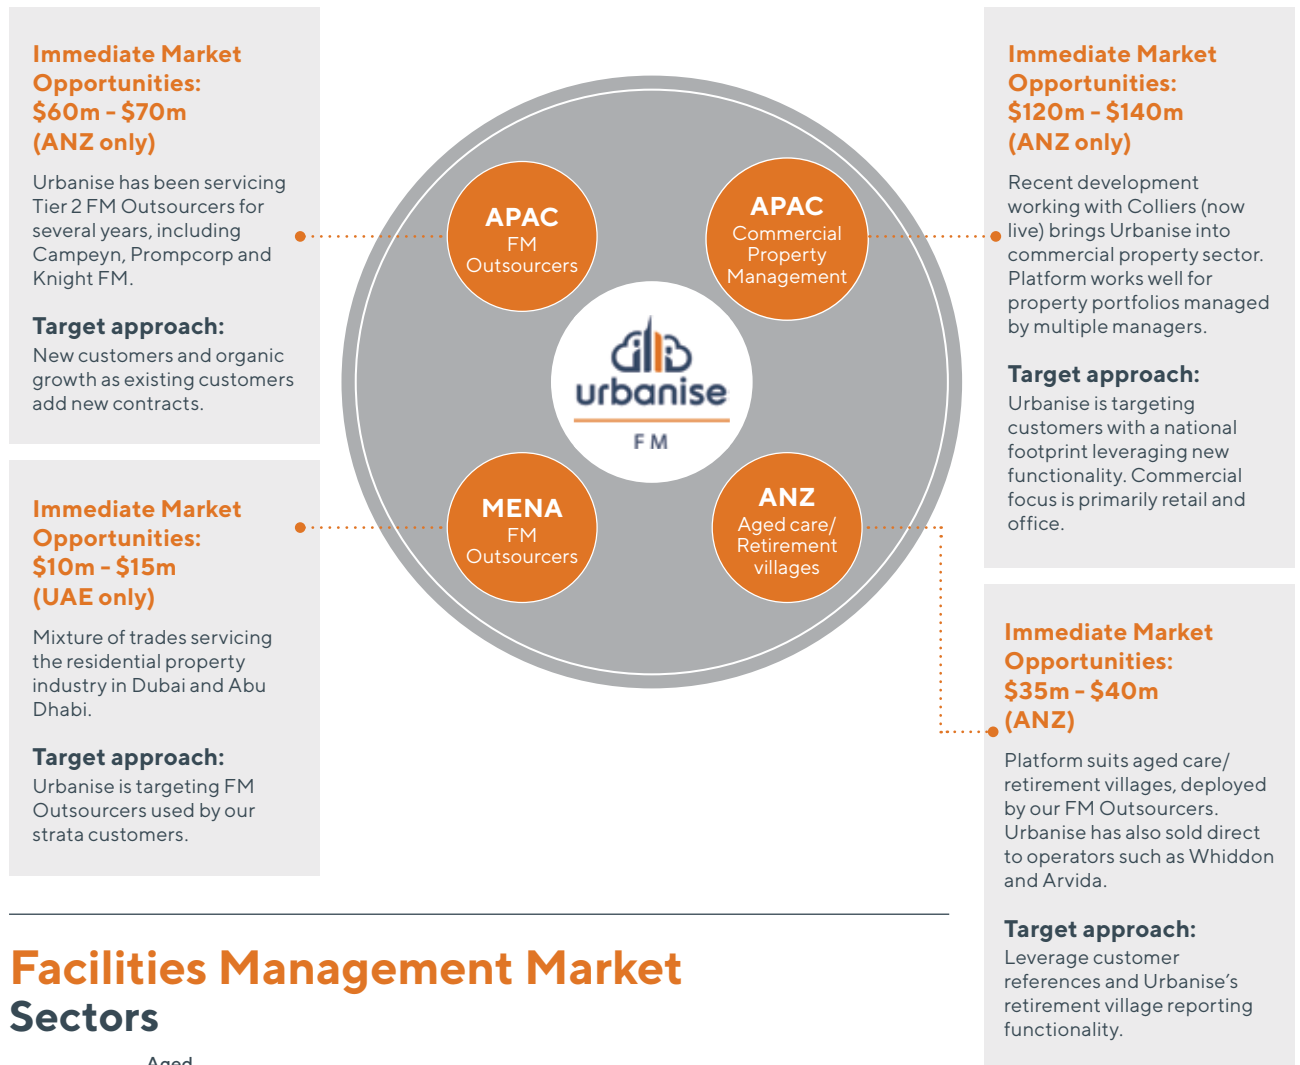 Immediate Market
Opportunities:
$60m - $70m
(ANZ only)
Urbanise has been servicing
Tier 2 FM Outsourcers for
several years, including
Campeyn, Prompcorp and
Knight FM.
Target approach:
New customers and organic
growth as existing customers
add new contracts.
Immediate Market
Opportunities:
$10m - $15m
(UAE only)
Mixture of trades servicing
the residential property
industry in Dubai and Abu
Dhabi.
Target approach:
Urbanise is targeting FM
Outsourcers used by our
strata customers.
APAC
FM
Outsourcers
APAC
Commercial
Property
Management
urbanise
FM
MENA
FM
Outsourcers
ANZ
Aged care/
Retirement
villages
Immediate Market
Opportunities:
$120m - $140m
(ANZ only)
Recent development
working with Colliers (now
live) brings Urbanise into
commercial property sector.
Platform works well for
property portfolios managed
by multiple managers.
Target approach:
Urbanise is targeting
customers with a national
footprint leveraging new
functionality. Commercial
focus is primarily retail and
office.
Immediate Market
Opportunities:
$35m - $40m
(ANZ)
Platform suits aged care/
retirement villages, deployed
by our FM Outsourcers.
Urbanise has also sold direct
to operators such as Whiddon
and Arvida.
Target approach:
Leverage customer
references and Urbanise's
retirement village reporting
functionality.
Facilities Management Market
Sectors
Aged